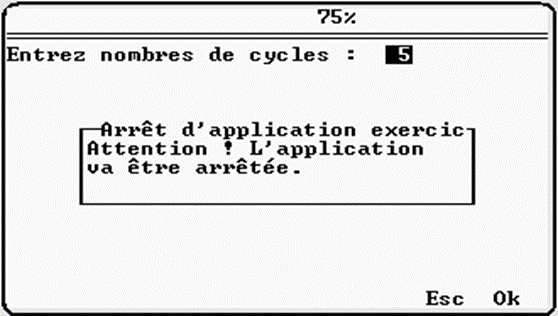 75%
Entrez nombres de cycles : 5
Arrêt d'application exercic
Attention ! L'application
va être arrêtée.
Esc Ok